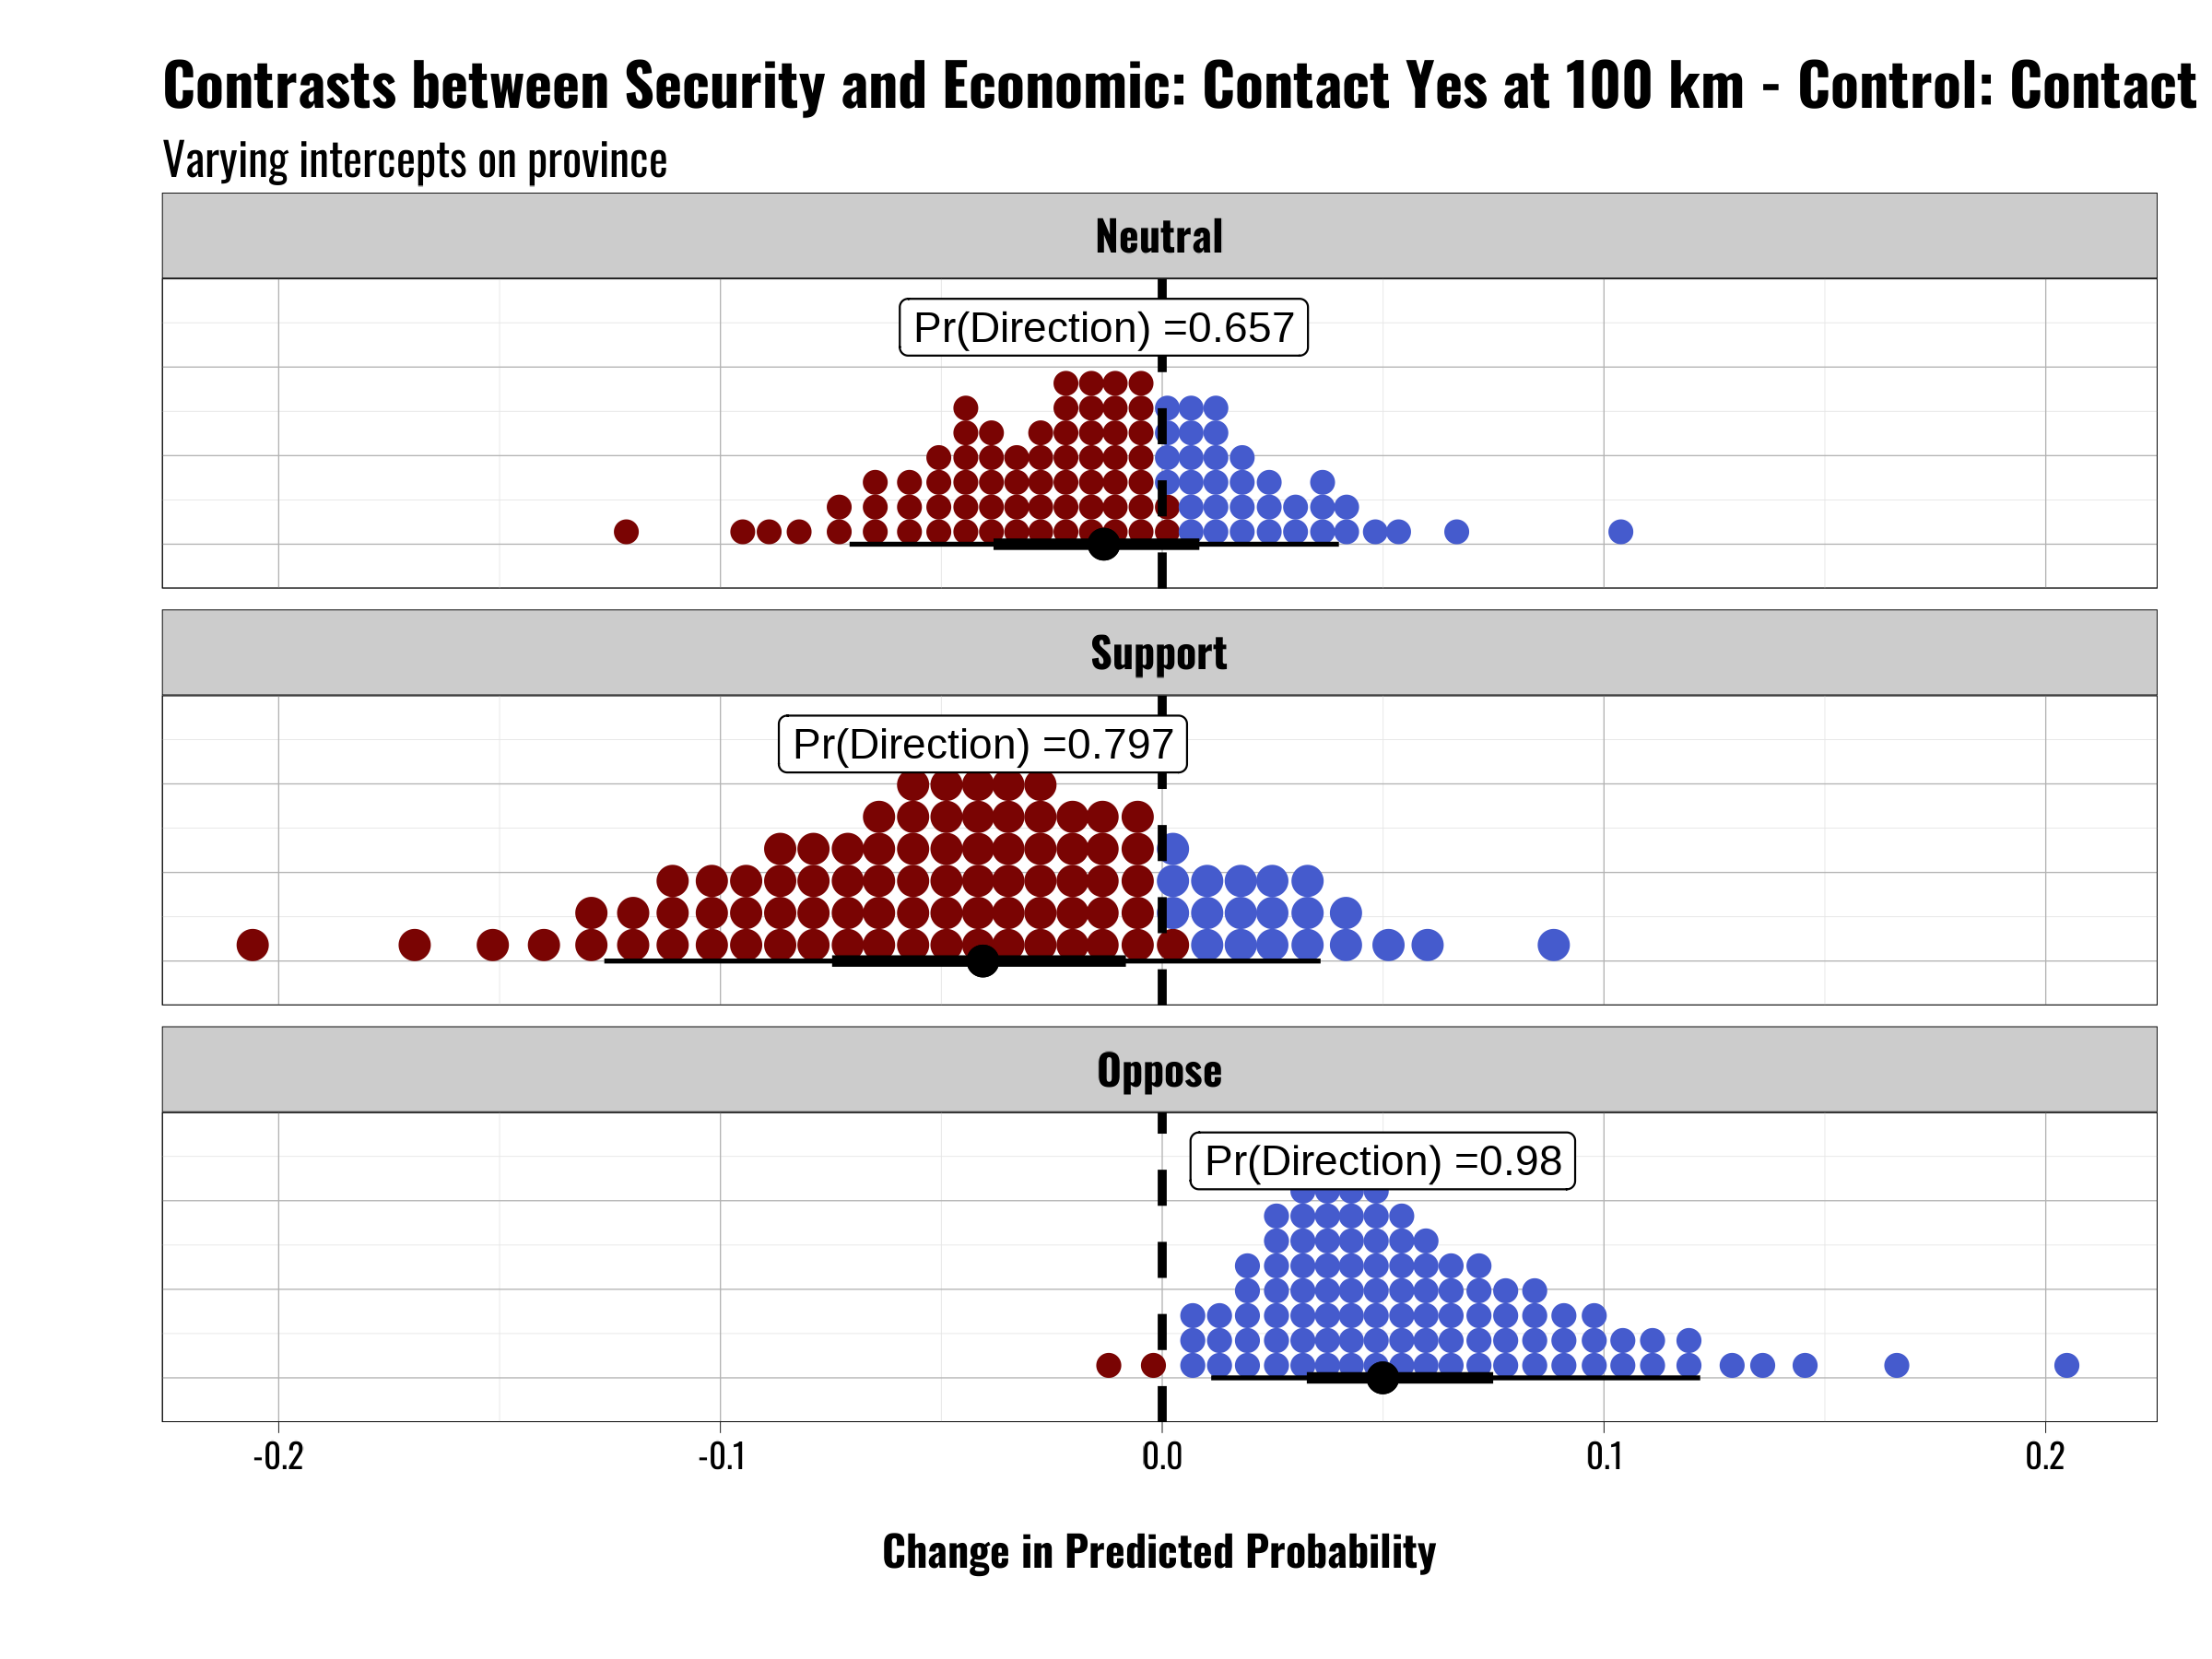 Contrasts between Security and Economic: Contact Yes at 100 km - Control: Contact
Varying intercepts on province
Neutral
Pr(Direction) =0.657
Support
Pr(Direction) =0.797
Oppose
Pr(Direction) =0.98
-0.2 -0.1 0.0 0.1 0.2
Change in Predicted Probability